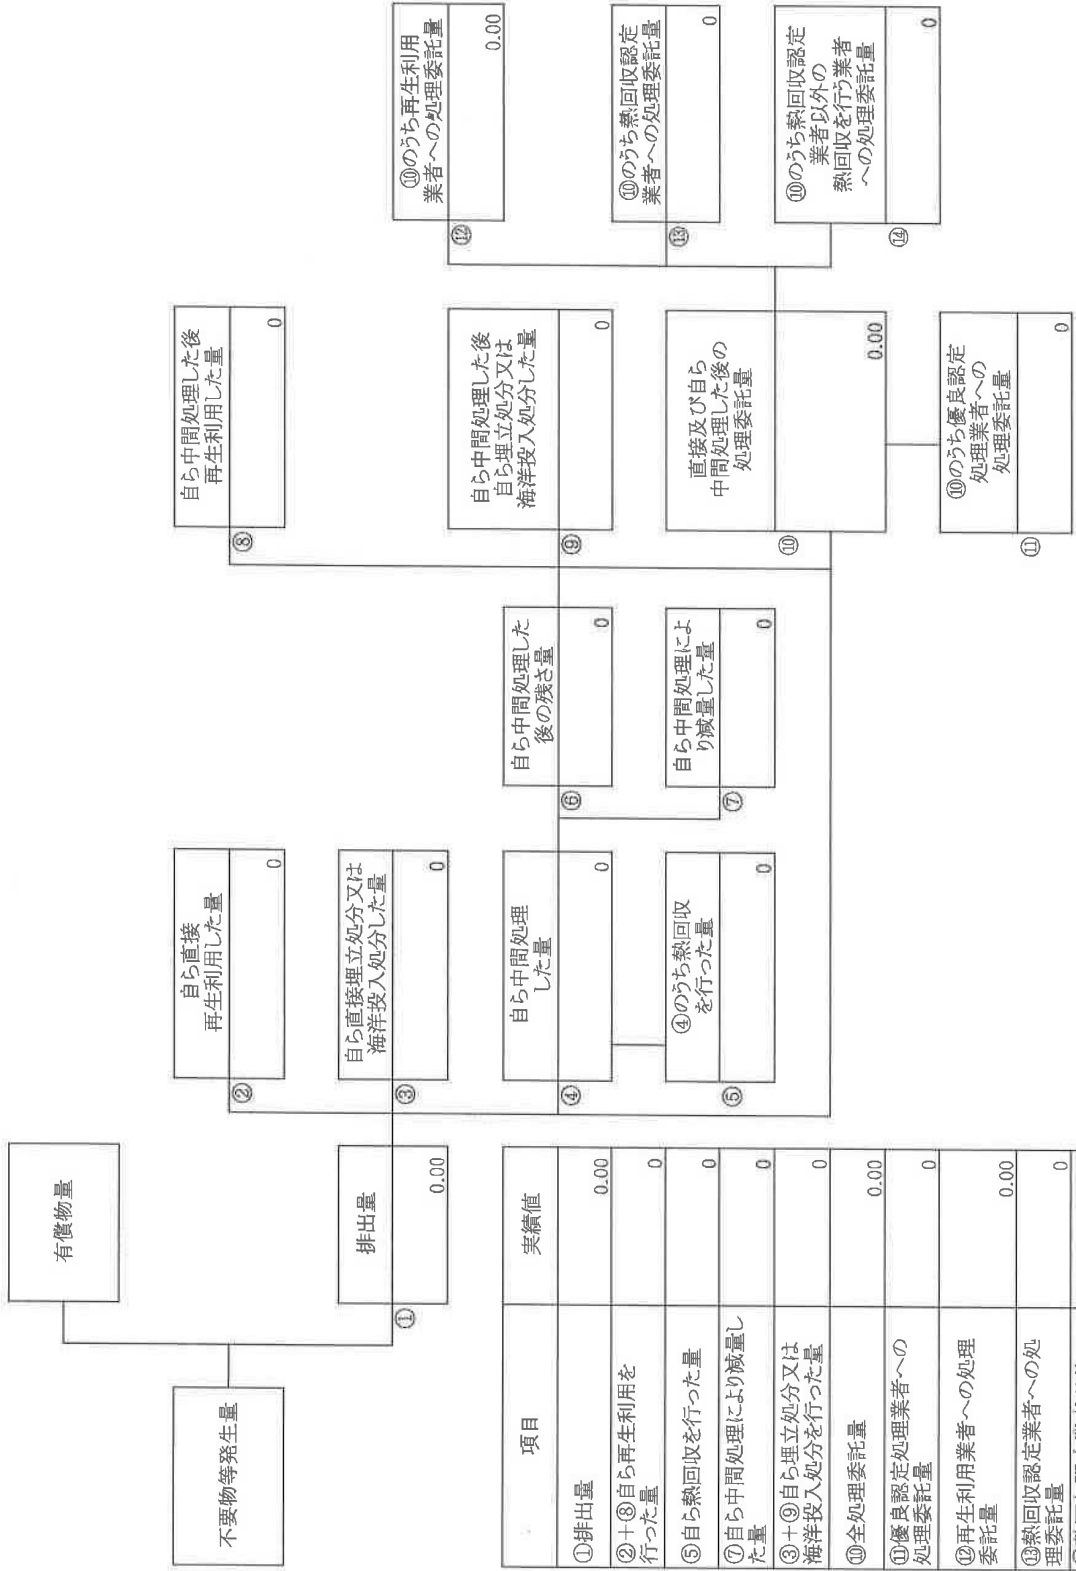 不要物等発生量
有償物量
排出量
①
0.00
自ら直接
再生利用した量
②
0
自ら直接埋立処分又は
海洋投入処分した量
③
0
自ら中間処理
した量
④
0
④のうち熱回収
を行った量
⑤
0
自ら中間処理した
後の残さ量
⑥
0
自ら中間処理によ
り減量した量
⑦
0
自ら中間処理した後
再生利用した量
⑧
0
自ら中間処理した後
自ら埋立処分又は
海洋投入処分した量
⑨
0
直接及び自ら
中間処理した後の
処理委託量
⑩
0.00
⑩のうち優良認定
処理業者への
処理委託量
⑪
0
⑩のうち再生利用
業者への処理委託量
⑫
0.00
⑩のうち熱回収認定
業者への処理委託量
⑬
0
⑩のうち熱回収認定
業者以外の
熱回収を行う業者
への処理委託量
⑭
0
項目 実績値
①排出量 0.00
②+⑧自ら再生利用を
行った量 0
⑤自ら熱回収を行った量 0
⑦自ら中間処理により減量し
た量 0
③+⑨自ら埋立処分又は
海洋投入処分を行った量 0
⑩全処理委託量 0.00
⑪優良認定処理業者への
処理委託量 0
⑫再生利用業者への処理
委託量 0.00
⑬熱回収認定業者への処
理委託量 0